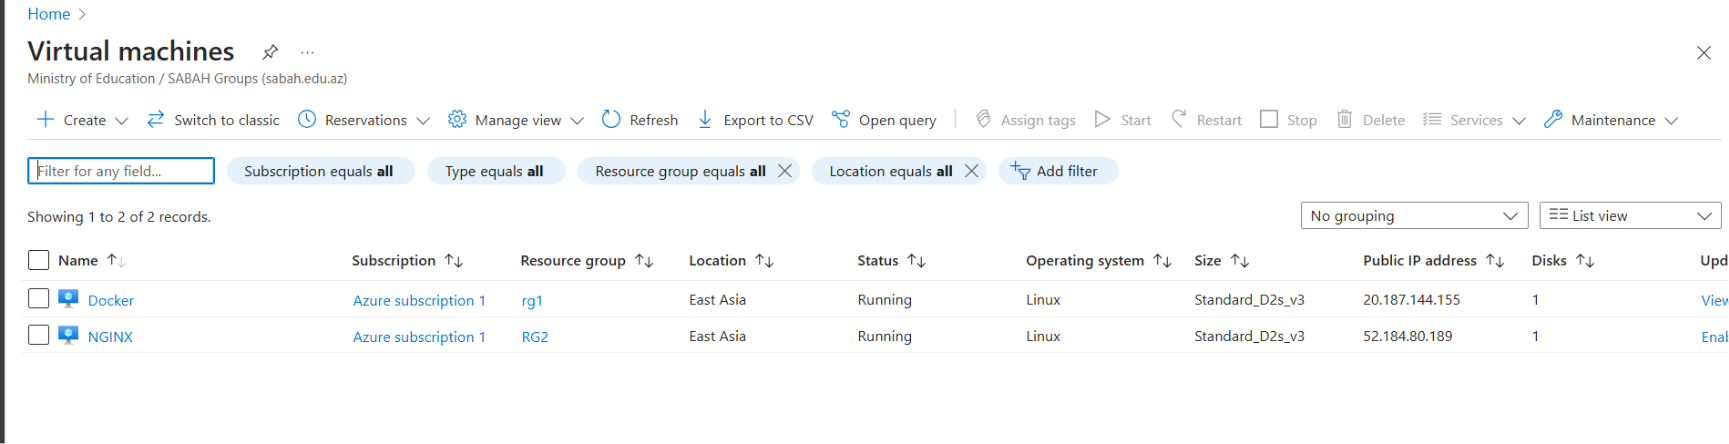 Home >
Virtual machines ...
Ministry of Education / SABAH Groups (sabah.edu.az)
Create Switch to classic Reservations Manage view Refresh Export to CSV Open query Assign tags Start Restart Stop Delete Services Maintenance
Filter for any field... Subscription equals all Type equals all Resource group equals all Location equals all Add filter
Showing 1 to 2 of 2 records. No grouping List view
Name Subscription Resource group Location Status Operating system Size Public IP address Disks Upd
Docker Azure subscription 1 rg1 East Asia Running Linux Standard_D2s_v3 20.187.144.155 1 View
NGINX Azure subscription 1 RG2 East Asia Running Linux Standard_D2s_v3 52.184.80.189 1 Enab